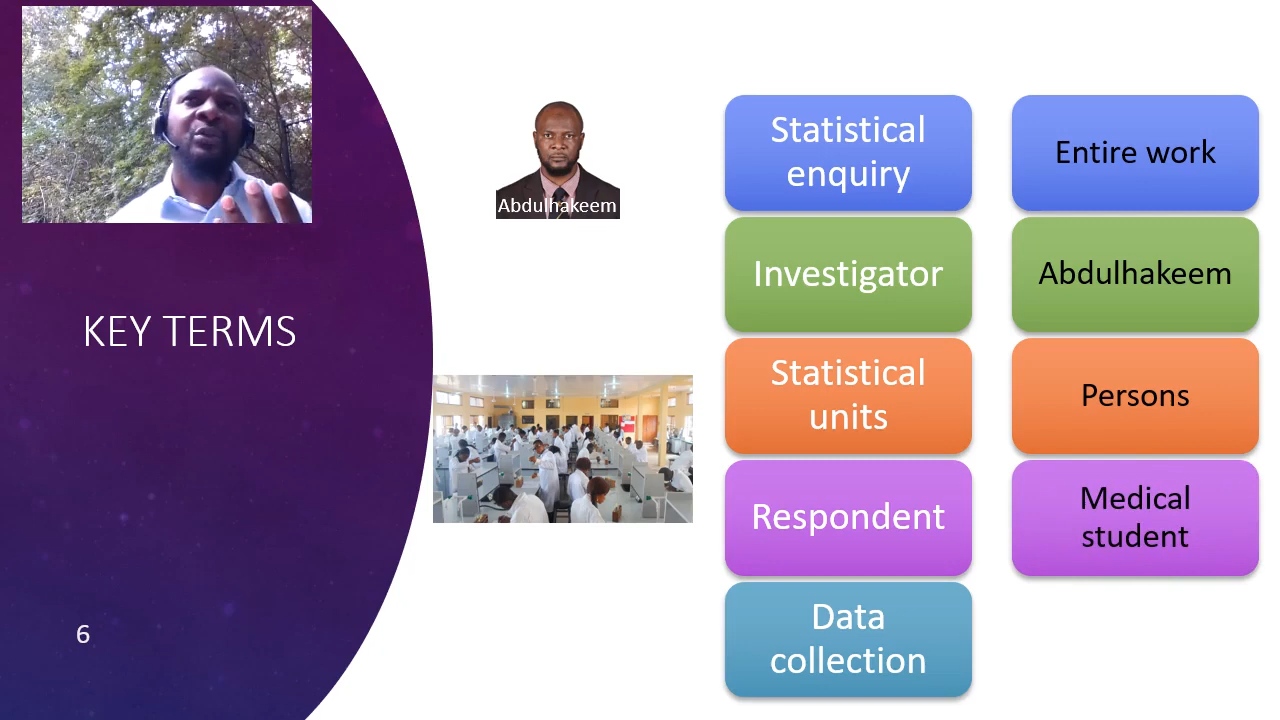 KEY TERMS
6
Abdulhakeem
Statistical
enquiry
Entire work
Investigator
Abdulhakeem
Statistical
units
Persons
Respondent
Medical
student
Data
collection